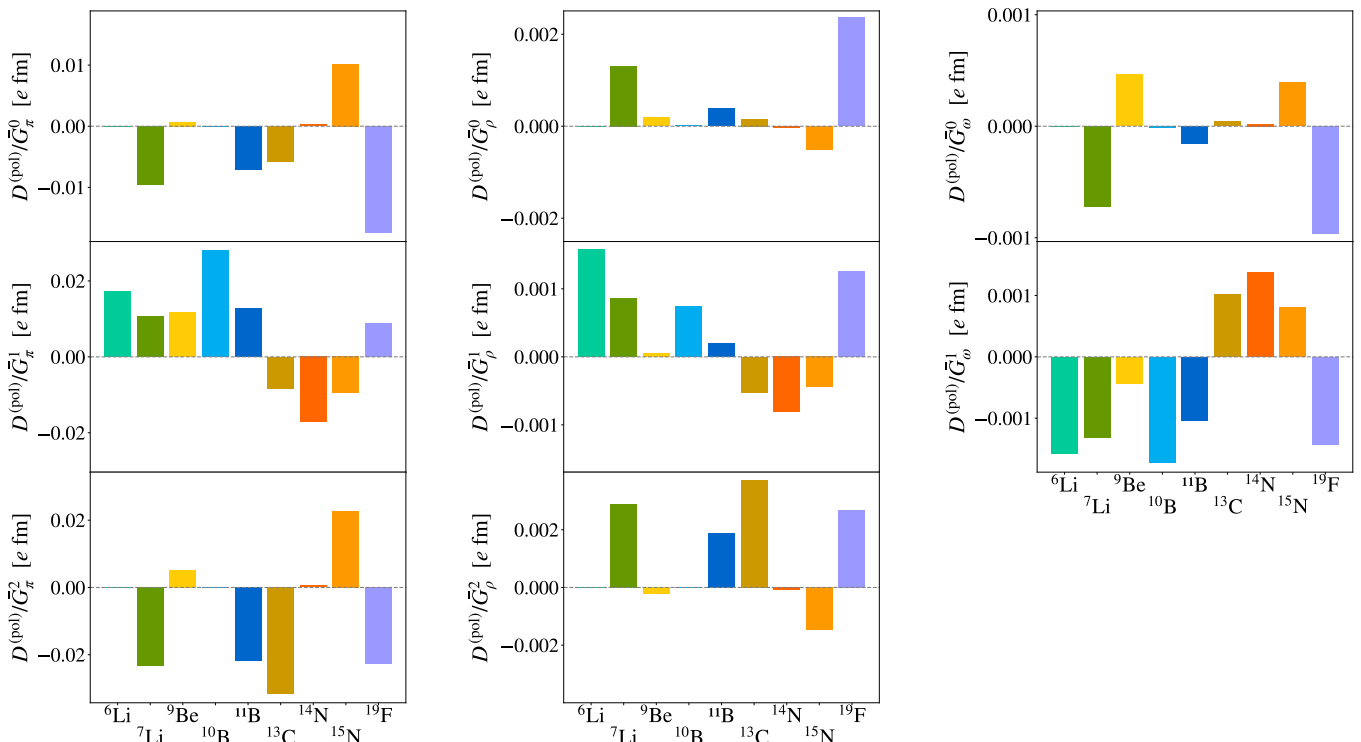 D^(pol)/Ḡ_π^0 [e fm]
0.01
0.00
−0.01
D^(pol)/Ḡ_ρ^0 [e fm]
0.002
0.000
−0.002
D^(pol)/Ḡ_ω^0 [e fm]
0.001
0.000
−0.001
D^(pol)/Ḡ_π^1 [e fm]
0.02
0.00
−0.02
D^(pol)/Ḡ_ρ^1 [e fm]
0.001
0.000
−0.001
D^(pol)/Ḡ_ω^1 [e fm]
0.001
0.000
−0.001
⁶Li ⁹Be ¹¹B ¹⁴N ¹⁹F
⁷Li ¹⁰B ¹³C ¹⁵N
D^(pol)/Ḡ_π^2 [e fm]
0.02
0.00
−0.02
⁶Li ⁹Be ¹¹B ¹⁴N ¹⁹F
⁷Li ¹⁰B ¹³C ¹⁵N
D^(pol)/Ḡ_ρ^2 [e fm]
0.002
0.000
−0.002
⁶Li ⁹Be ¹¹B ¹⁴N ¹⁹F
⁷Li ¹⁰B ¹³C ¹⁵N